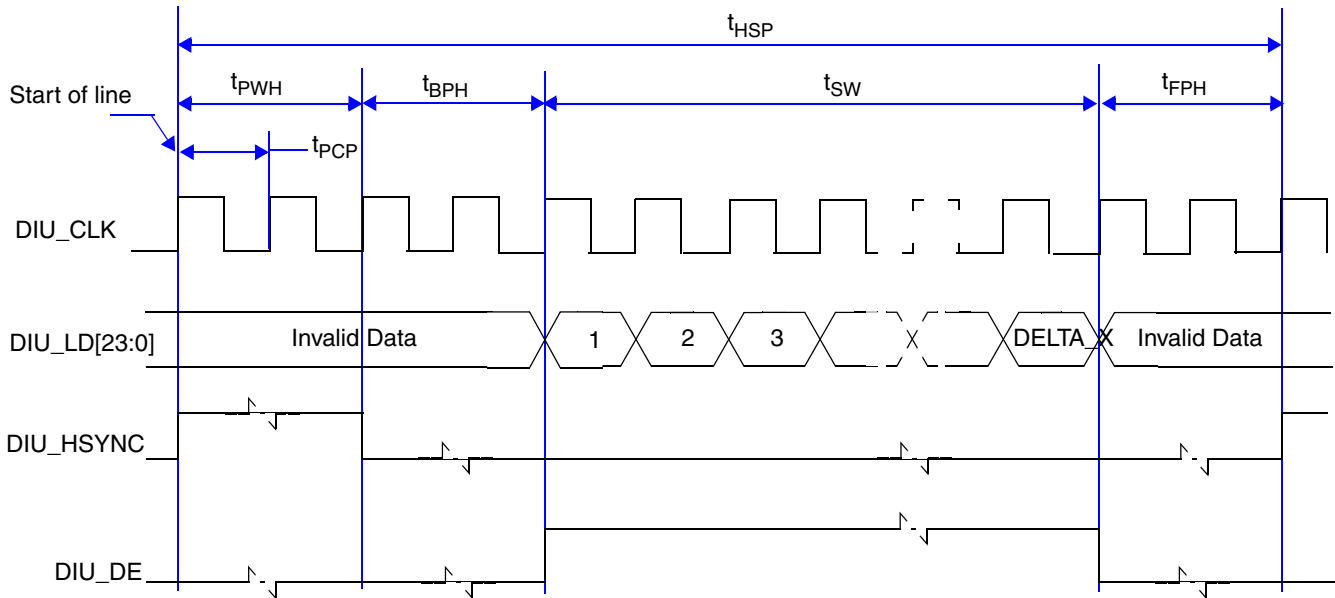 tHSP
tPWH tBPH tSW tFPH
Start of line
tPCP
DIU_CLK
DIU_LD[23:0] Invalid Data 1 2 3 DELTA_X Invalid Data
DIU_HSYNC
DIU_DE